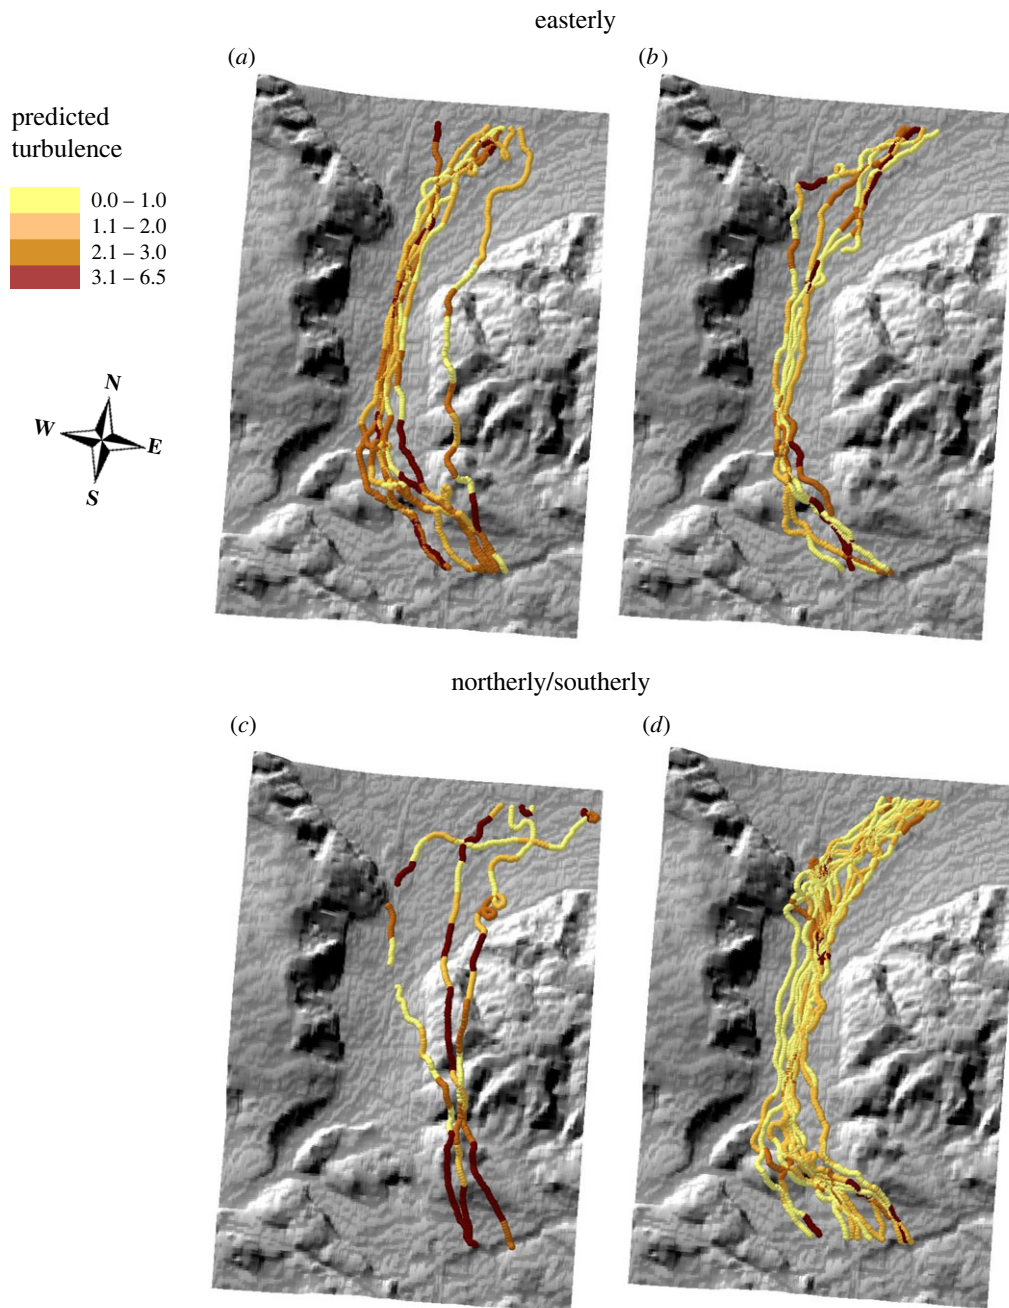 easterly
(a)
(b)
predicted
turbulence
0.0 – 1.0
1.1 – 2.0
2.1 – 3.0
3.1 – 6.5
N
W
E
S
northerly/southerly
(c)
(d)